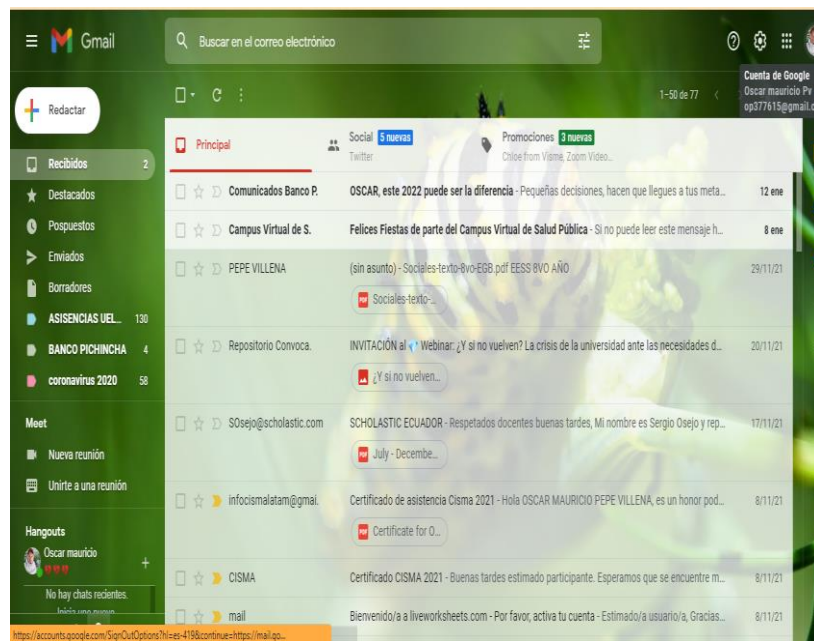 Gmail
Buscar en el correo electrónico
Cuenta de Google
Oscar mauricio Pv
op377615@gmail.c
Redactar
1–50 de 77
Principal
Social 5 nuevas
Twitter
Promociones 3 nuevas
Chloe from Visme, Zoom Video...
Recibidos 2
Destacados
Pospuestos
Enviados
Borradores
ASISENCIAS UEL... 130
BANCO PICHINCHA 4
coronavirus 2020 58
Meet
Nueva reunión
Unirte a una reunión
Hangouts
Oscar mauricio
No hay chats recientes.
Inicia uno nuevo
Comunicados Banco P. OSCAR, este 2022 puede ser la diferencia - Pequeñas decisiones, hacen que llegues a tus meta... 12 ene
Campus Virtual de S. Felices Fiestas de parte del Campus Virtual de Salud Pública - Si no puede leer este mensaje h... 8 ene
PEPE VILLENA (sin asunto) - Sociales-texto-8vo-EGB.pdf EESS 8VO AÑO 29/11/21
PDF Sociales-texto-...
Repositorio Convoca. INVITACIÓN al Webinar: ¿Y si no vuelven? La crisis de la universidad ante las necesidades d... 20/11/21
¿Y si no vuelven...
SOsejo@scholastic.com SCHOLASTIC ECUADOR - Respetados docentes buenas tardes, Mi nombre es Sergio Osejo y rep... 17/11/21
PDF July - Decembe...
infocismalatam@gmai. Certificado de asistencia Cisma 2021 - Hola OSCAR MAURICIO PEPE VILLENA, es un honor pod... 8/11/21
PDF Certificate for O...
CISMA Certificado CISMA 2021 - Buenas tardes estimado participante. Esperamos que se encuentre m... 8/11/21
mail Bienvenido/a a liveworksheets.com - Por favor, activa tu cuenta - Estimado/a usuario/a, Gracias... 8/11/21
https://accounts.google.com/SignOutOptions?hl=es-419&continue=https://mail.go...